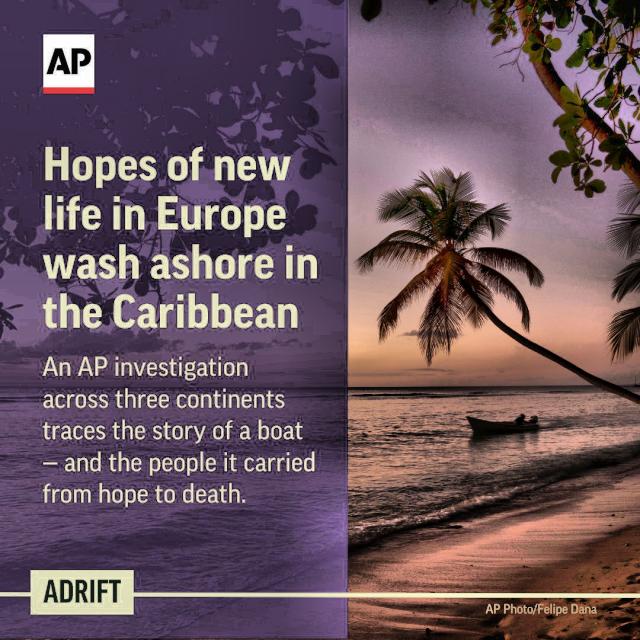 AP
Hopes of new
life in Europe
wash ashore in
the Caribbean
An AP investigation
across three continents
traces the story of a boat
– and the people it carried
from hope to death.
ADRIFT
AP Photo/Felipe Dana